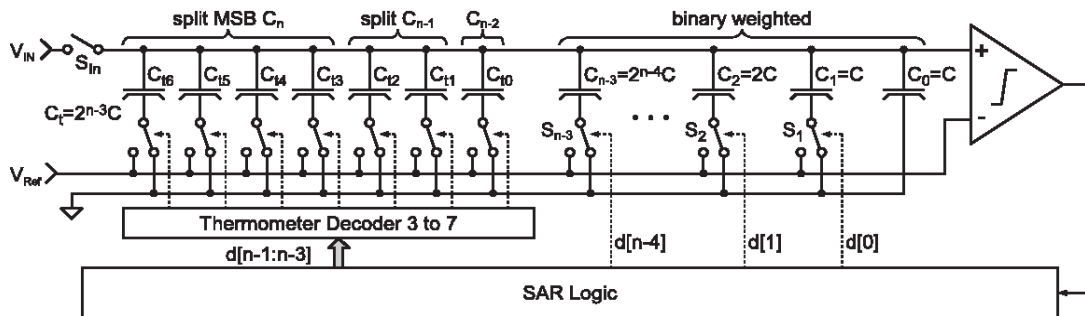 split MSB Cn
split Cn-1
Cn-2
binary weighted
VIN
SIn
Ct6
Ct5
Ct4
Ct3
Ct2
Ct1
Ct0
Cn-3=2n-4C
C2=2C
C1=C
C0=C
+
-
Ct=2n-3C
Sn-3
• • •
S2
S1
VRef
Thermometer Decoder 3 to 7
d[n-1:n-3]
d[n-4]
d[1]
d[0]
SAR Logic